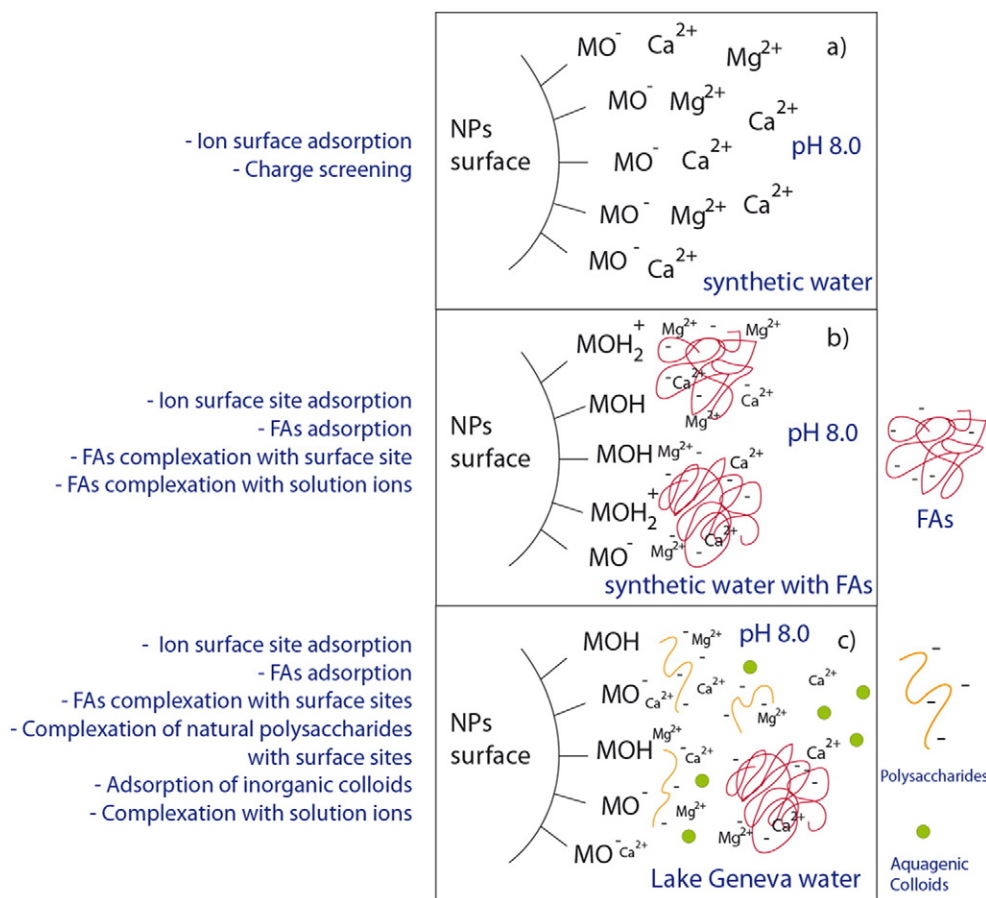 a)
MO⁻ Ca²⁺ Mg²⁺
MO⁻ Mg²⁺ Ca²⁺
NPs
surface
- Ion surface adsorption
- Charge screening
pH 8.0
MO⁻ Ca²⁺
MO⁻ Mg²⁺ Ca²⁺
MO⁻ Ca²⁺
synthetic water
b)
MOH₂⁺ Mg²⁺ - Mg²⁺
-
- Ca²⁺ - Ca²⁺
-
MOH Mg²⁺
- Ion surface site adsorption
- FAs adsorption
- FAs complexation with surface site
- FAs complexation with solution ions
NPs
surface
pH 8.0
MOH Mg²⁺ - Ca²⁺
- -
MOH₂⁺
MO⁻ Mg²⁺ - Ca²⁺
-
synthetic water with FAs
- - - - - -
FAs
c)
pH 8.0
MOH - Mg²⁺
- Ion surface site adsorption
- FAs adsorption
- FAs complexation with surface sites
- Complexation of natural polysaccharides
with surface sites
- Adsorption of inorganic colloids
- Complexation with solution ions
NPs
surface
MO⁻ Ca²⁺ - Ca²⁺ - Mg²⁺ Ca²⁺
MOH Mg²⁺ - Ca²⁺ Ca²⁺
MO⁻ - Mg²⁺
MO⁻ Ca²⁺ Mg²⁺ - Ca²⁺
Lake Geneva water
- - - -
Polysaccharides
Aquagenic
Colloids